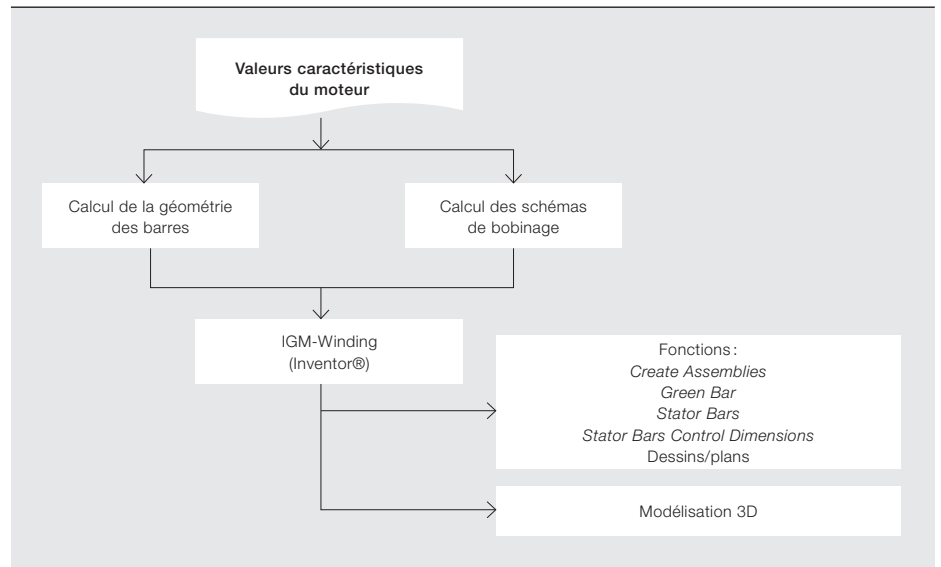 Valeurs caractéristiques
du moteur
Calcul de la géométrie
des barres
Calcul des schémas
de bobinage
IGM-Winding
(Inventor®)
Fonctions :
Create Assemblies
Green Bar
Stator Bars
Stator Bars Control Dimensions
Dessins/plans
Modélisation 3D